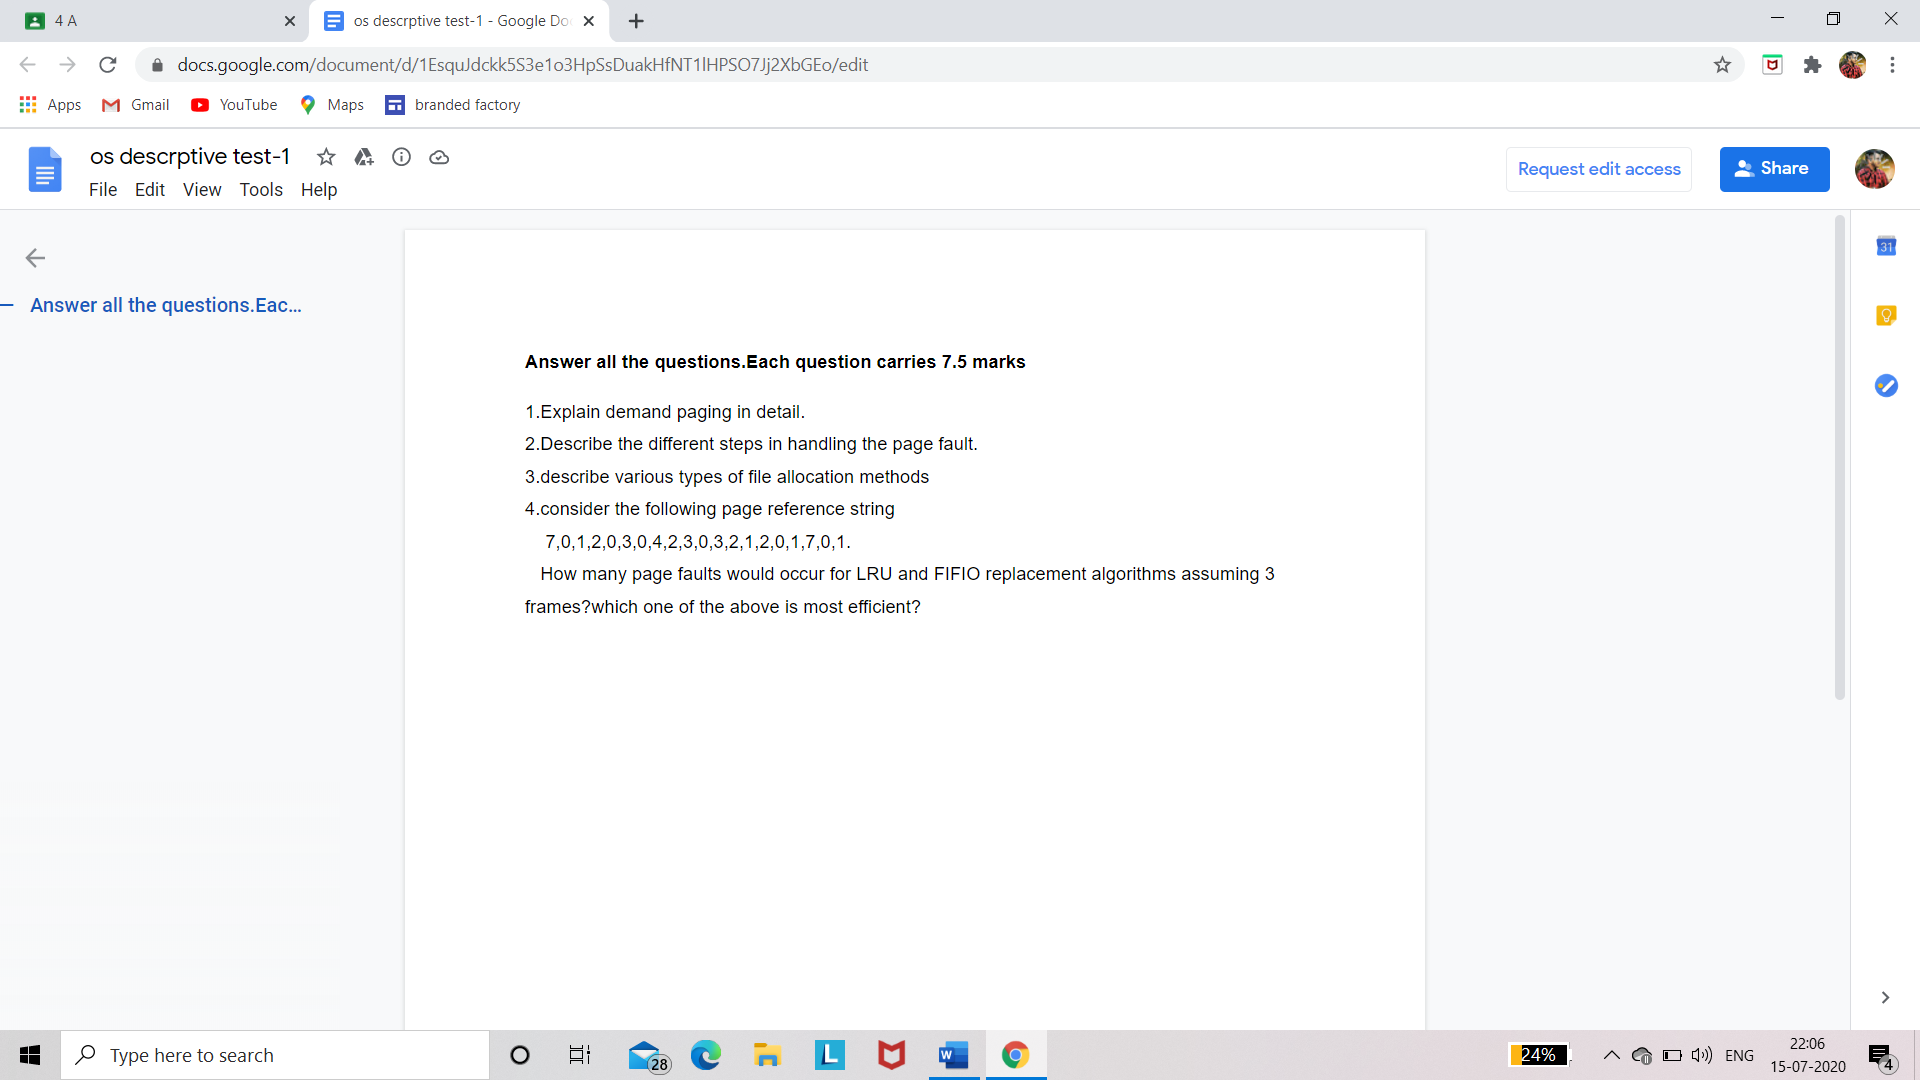 4 A
os descrptive test-1 - Google Do
docs.google.com/document/d/1EsquJdckk5S3e1o3HpSsDuakHfNT1lHPSO7Jj2XbGEo/edit
Apps Gmail YouTube Maps branded factory
os descrptive test-1
File Edit View Tools Help
Request edit access
Share
31
Answer all the questions.Eac...
Answer all the questions.Each question carries 7.5 marks
1.Explain demand paging in detail.
2.Describe the different steps in handling the page fault.
3.describe various types of file allocation methods
4.consider the following page reference string
7,0,1,2,0,3,0,4,2,3,0,3,2,1,2,0,1,7,0,1.
How many page faults would occur for LRU and FIFIO replacement algorithms assuming 3
frames?which one of the above is most efficient?
Type here to search
28
L
W
24%
ENG
22:06
15-07-2020
4